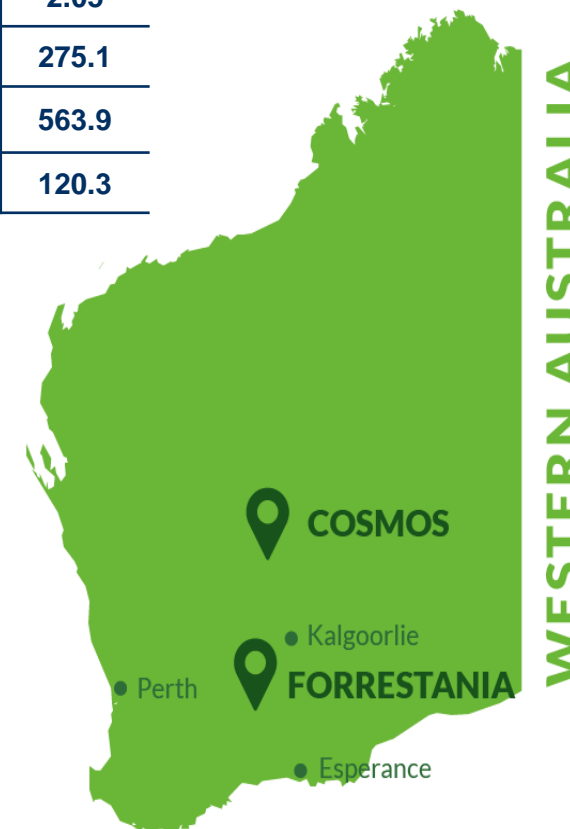 275.1
563.9
120.3
WESTERN AUSTRALIA
COSMOS
Kalgoorlie
Perth
FORRESTANIA
Esperance